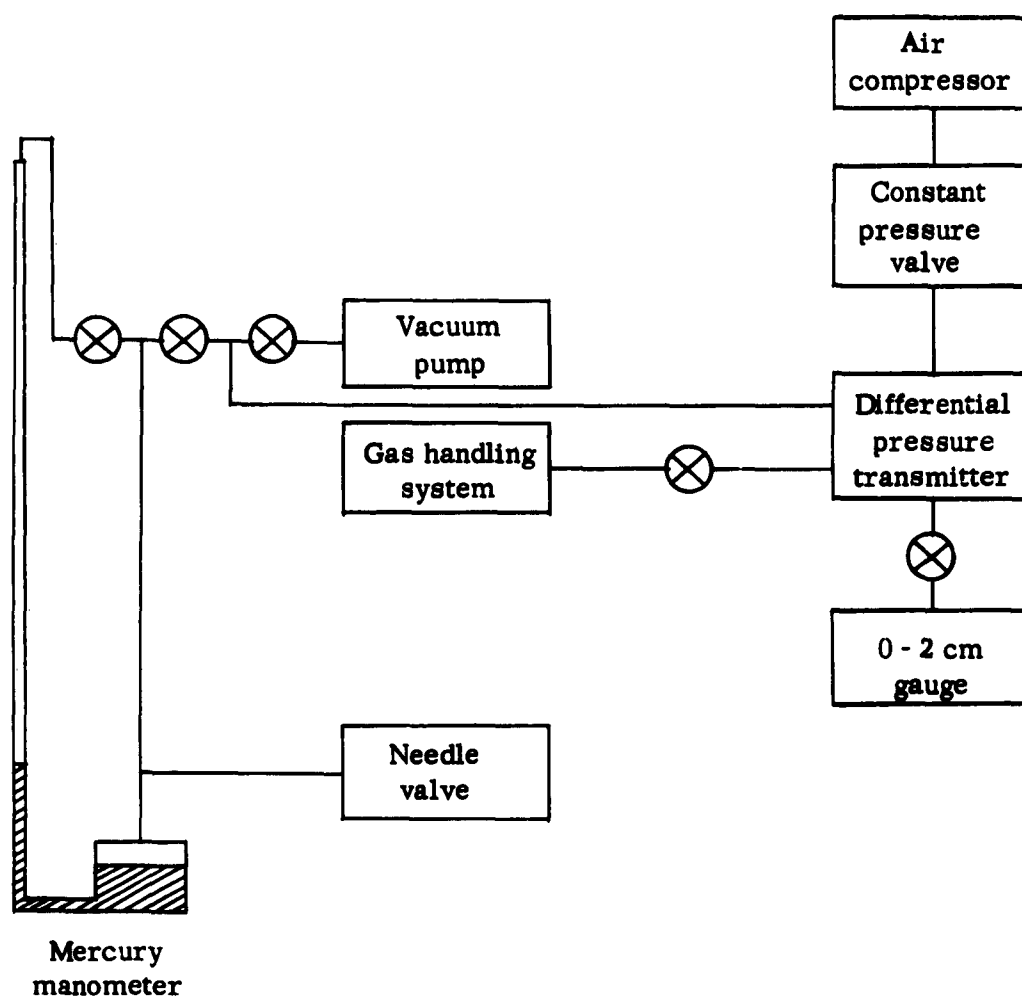 Air
compressor
Constant
pressure
valve
Vacuum
pump
Differential
pressure
transmitter
Gas handling
system
0 - 2 cm
gauge
Needle
valve
Mercury
manometer